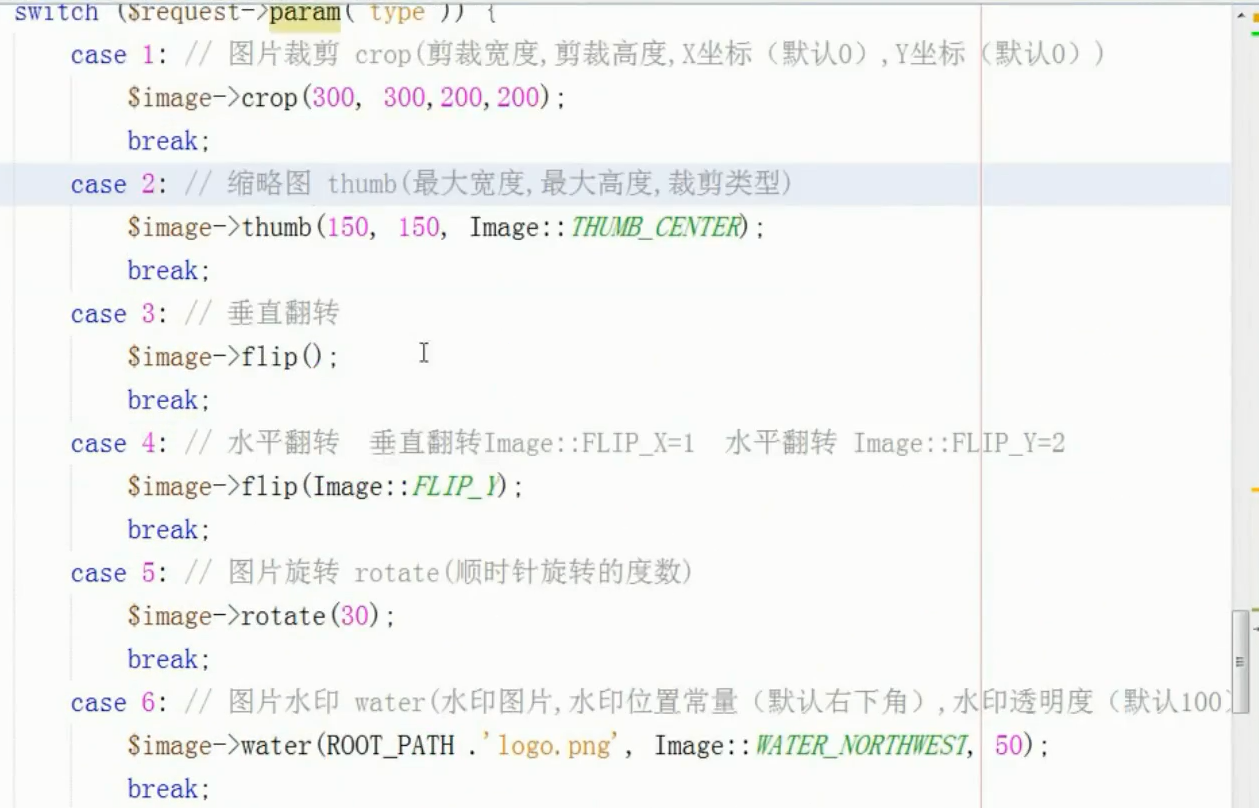 switch ($request->param('type')) {
case 1: // 图片裁剪 crop(剪裁宽度,剪裁高度,X坐标（默认0）,Y坐标（默认0）)
$image->crop(300, 300,200,200);
break;
case 2: // 缩略图 thumb(最大宽度,最大高度,裁剪类型)
$image->thumb(150, 150, Image::THUMB_CENTER);
break;
case 3: // 垂直翻转
$image->flip();
break;
case 4: // 水平翻转  垂直翻转Image::FLIP_X=1  水平翻转 Image::FLIP_Y=2
$image->flip(Image::FLIP_Y);
break;
case 5: // 图片旋转 rotate(顺时针旋转的度数)
$image->rotate(30);
break;
case 6: // 图片水印 water(水印图片,水印位置常量（默认右下角）,水印透明度（默认100）
$image->water(ROOT_PATH .'logo.png', Image::WATER_NORTHWEST, 50);
break;